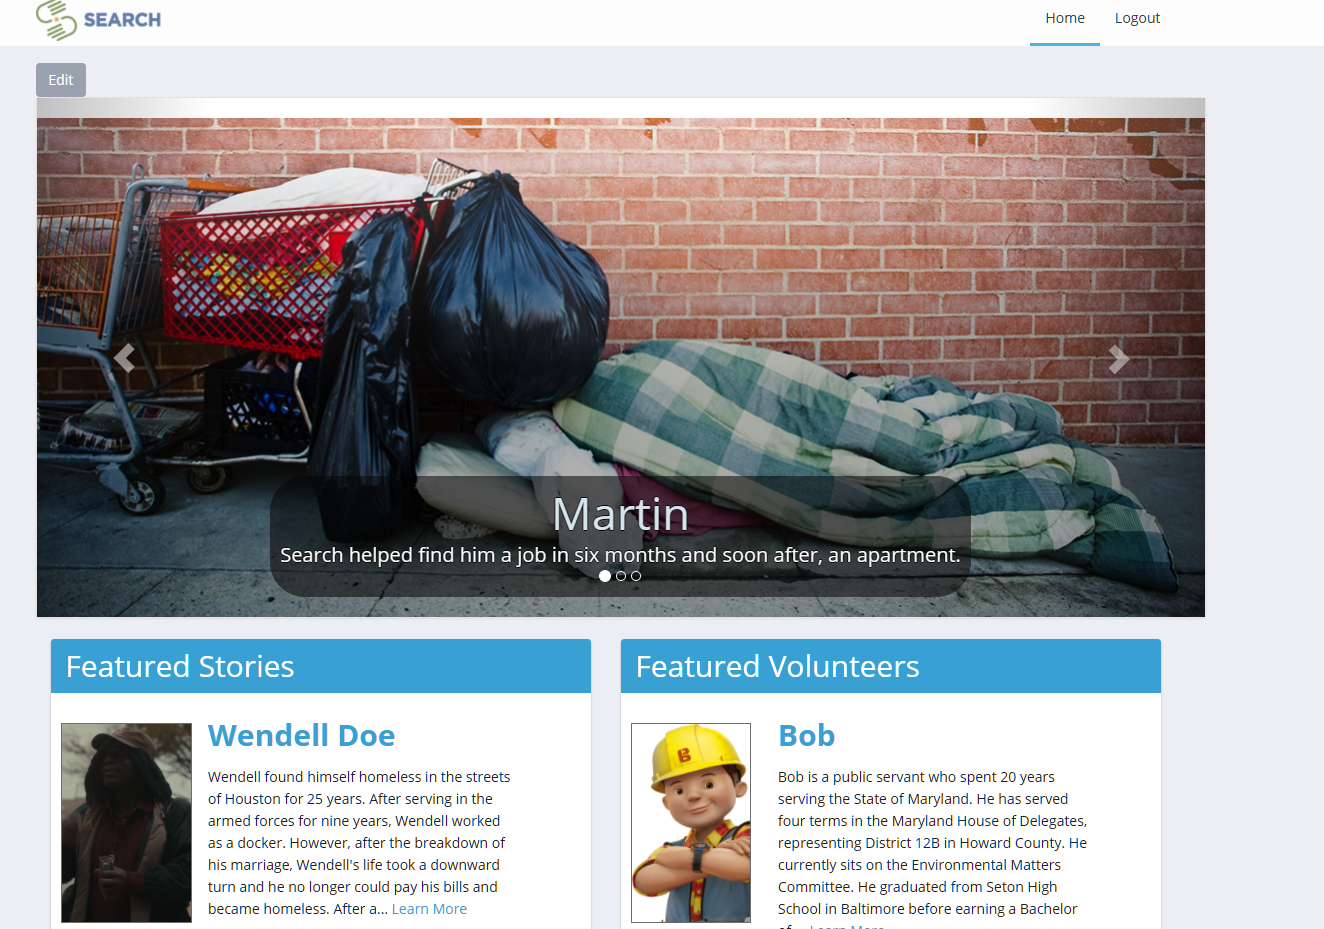 SEARCH
Home
Logout
Edit
Martin
Search helped find him a job in six months and soon after, an apartment.
Featured Stories
Wendell Doe
Wendell found himself homeless in the streets
of Houston for 25 years. After serving in the
armed forces for nine years, Wendell worked
as a docker. However, after the breakdown of
his marriage, Wendell's life took a downward
turn and he no longer could pay his bills and
became homeless. After a... Learn More
Featured Volunteers
Bob
Bob is a public servant who spent 20 years
serving the State of Maryland. He has served
four terms in the Maryland House of Delegates,
representing District 12B in Howard County. He
currently sits on the Environmental Matters
Committee. He graduated from Seton High
School in Baltimore before earning a Bachelor
of... Learn More